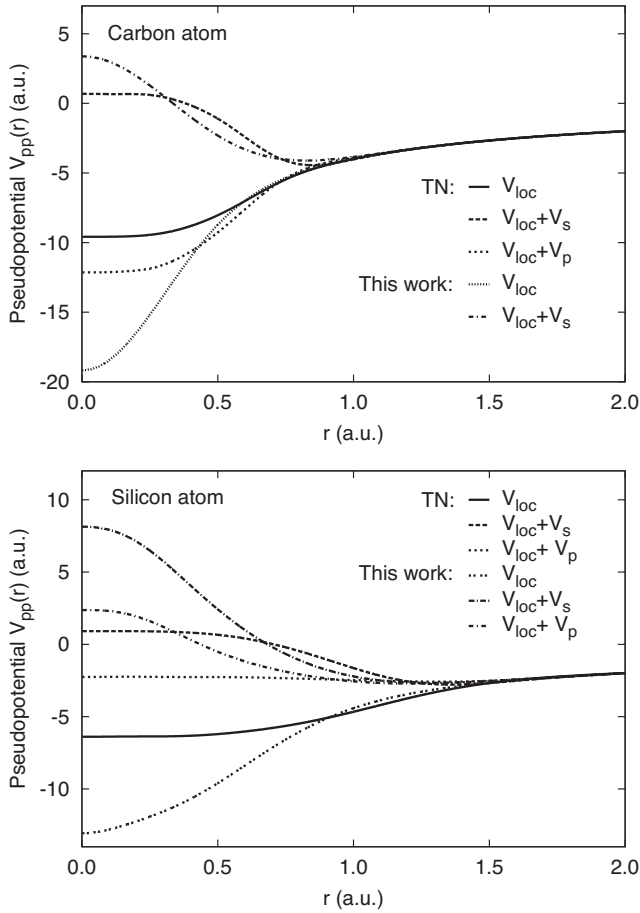 Carbon atom
5
0
-5
-10
-15
-20
Pseudopotential V_pp(r) (a.u.)
TN: V_loc
V_loc+V_s
V_loc+V_p
This work: V_loc
V_loc+V_s
0.0 0.5 1.0 1.5 2.0
r (a.u.)
Silicon atom
10
5
0
-5
-10
Pseudopotential V_pp(r) (a.u.)
TN: V_loc
V_loc+V_s
V_loc+ V_p
This work: V_loc
V_loc+V_s
V_loc+ V_p
0.0 0.5 1.0 1.5 2.0
r (a.u.)